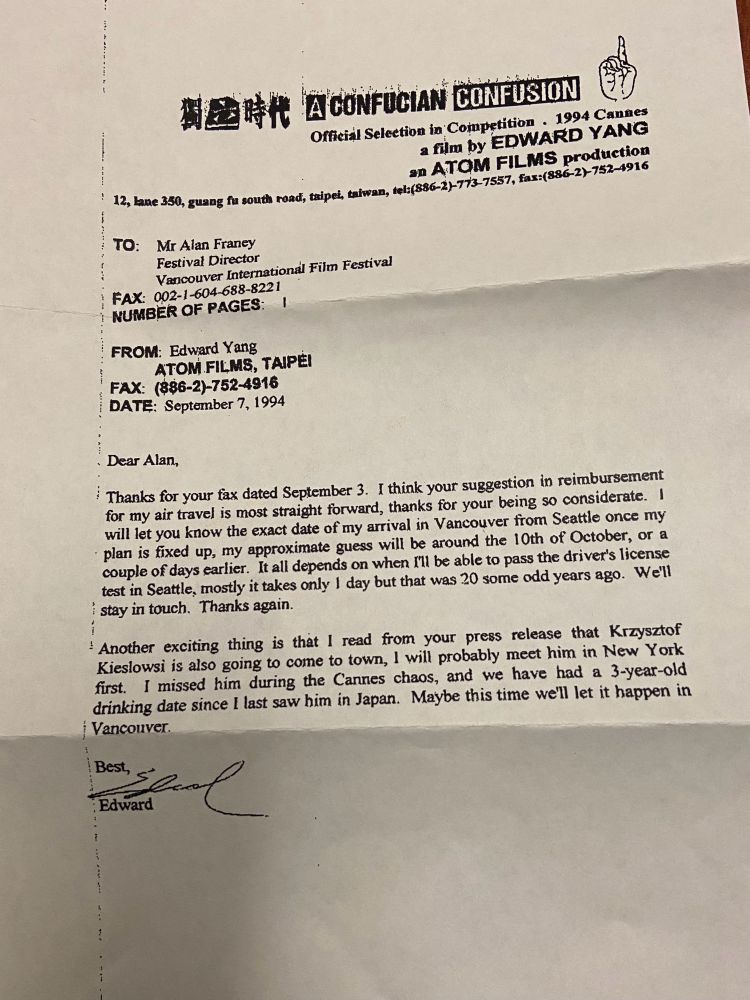 獨立時代 A CONFUCIAN CONFUSION
Official Selection in Competition . 1994 Cannes
a film by EDWARD YANG
an ATOM FILMS production
12, lane 350, guang fu south road, taipei, taiwan, tel:(886-2)-773-7557, fax:(886-2)-752-4916
TO: Mr Alan Franey
Festival Director
Vancouver International Film Festival
FAX: 002-1-604-688-8221
NUMBER OF PAGES: 1
FROM: Edward Yang
ATOM FILMS, TAIPEI
FAX: (886-2)-752-4916
DATE: September 7, 1994
Dear Alan,
Thanks for your fax dated September 3. I think your suggestion in reimbursement
for my air travel is most straight forward, thanks for your being so considerate. I
will let you know the exact date of my arrival in Vancouver from Seattle once my
plan is fixed up, my approximate guess will be around the 10th of October, or a
couple of days earlier. It all depends on when I'll be able to pass the driver's license
test in Seattle, mostly it takes only 1 day but that was 20 some odd years ago. We'll
stay in touch. Thanks again.
Another exciting thing is that I read from your press release that Krzysztof
Kieslowsi is also going to come to town, I will probably meet him in New York
first. I missed him during the Cannes chaos, and we have had a 3-year-old
drinking date since I last saw him in Japan. Maybe this time we'll let it happen in
Vancouver.
Best,
Edward
Edward